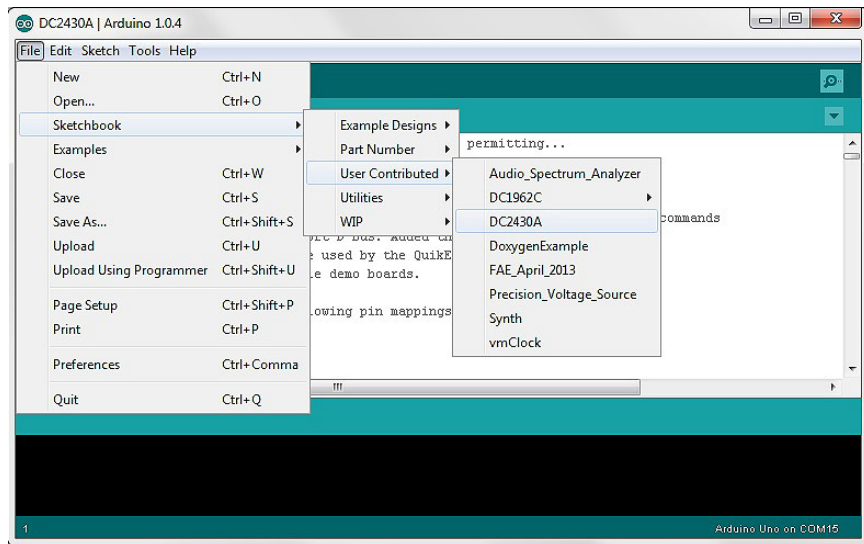 DC2430A | Arduino 1.0.4
File Edit Sketch Tools Help
New Ctrl+N
Open... Ctrl+O
Sketchbook
Examples
Close Ctrl+W
Save Ctrl+S
Save As... Ctrl+Shift+S
Upload Ctrl+U
Upload Using Programmer Ctrl+Shift+U
Page Setup Ctrl+Shift+P
Print Ctrl+P
Preferences Ctrl+Comma
Quit Ctrl+Q
Example Designs
Part Number
User Contributed
Utilities
WIP
Audio_Spectrum_Analyzer
DC1962C
DC2430A
DoxygenExample
FAE_April_2013
Precision_Voltage_Source
Synth
vmClock
permitting...
commands
bus. Added
used by the QuikE
demo boards.
owing pin mappings
1
Arduino Uno on COM15